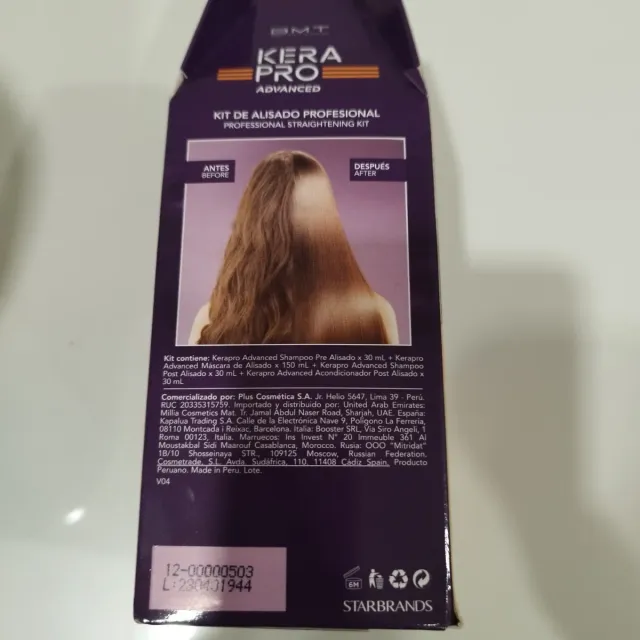 BMT
KERA
PRO
ADVANCED
KIT DE ALISADO PROFESIONAL
PROFESSIONAL STRAIGHTENING KIT
ANTES
BEFORE
DESPUÉS
AFTER
Kit contiene: Kerapro Advanced Shampoo Pre Alisado x 30 mL + Kerapro
Advanced Máscara de Alisado x 150 mL + Kerapro Advanced Shampoo
Post Alisado x 30 mL + Kerapro Advanced Acondicionador Post Alisado x
30 mL
Comercializado por: Plus Cosmética S.A. Jr. Helio 5647, Lima 39 - Perú.
RUC 20335315759. Importado y distribuido por: United Arab Emirates:
Millia Cosmetics Mat. Tr. Jamal Abdul Naser Road, Sharjah, UAE. España:
Kapalua Trading S.A. Calle de la Electrónica Nave 9, Polígono La Ferrería,
08110 Montcada i Reixac, Barcelona. Italia: Booster SRL, Via Siro Angeli, 1
Roma 00123, Italia. Marruecos: Ins Invest N° 20 Immeuble 361 Al
Moustakbal Sidi Maarouf Casablanca, Morocco. Rusia: OOO "Mitridat"
1B/10 Shosseinaya STR., 109125 Moscow, Russian Federation.
Cosmetrade, S.L. Avda. Sudáfrica, 110. 11408 Cádiz Spain. Producto
Peruano. Made in Peru. Lote.
V04
12-00000503
L:230431944
6M
STARBRANDS